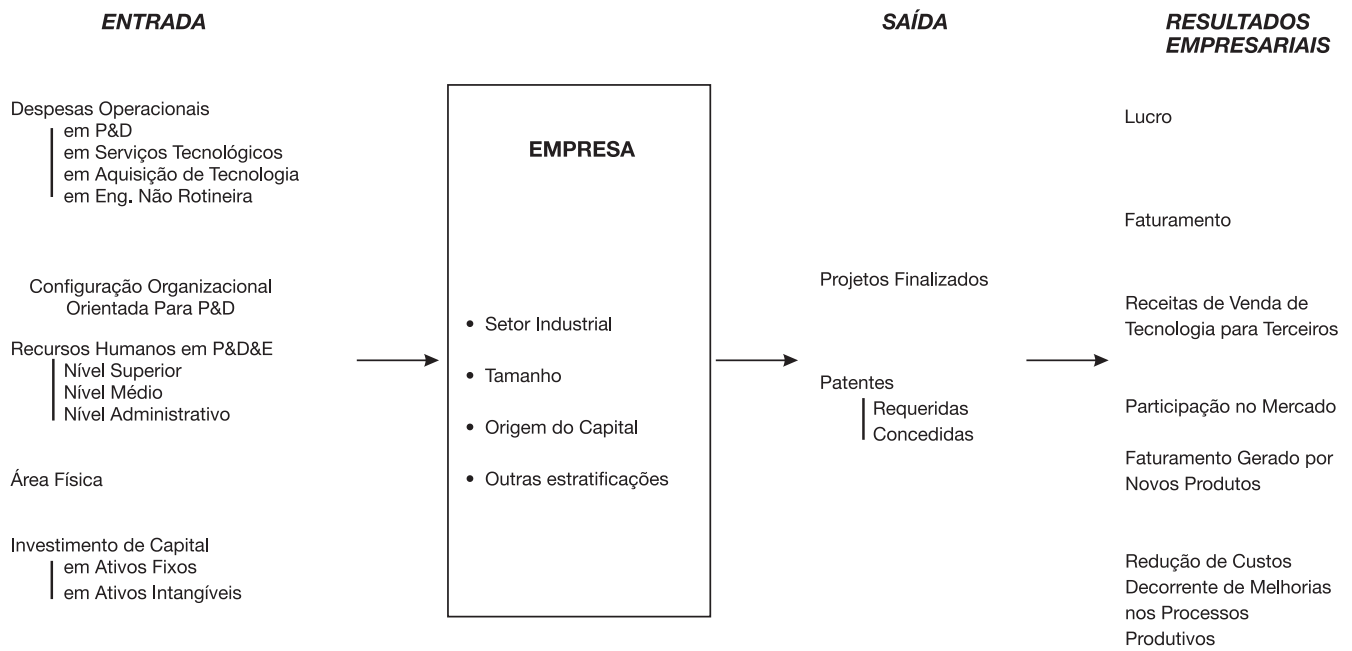 ENTRADA
Despesas Operacionais
em P&D
em Serviços Tecnológicos
em Aquisição de Tecnologia
em Eng. Não Rotineira
Configuração Organizacional
Orientada Para P&D
Recursos Humanos em P&D&E
Nível Superior
Nível Médio
Nível Administrativo
Área Física
Investimento de Capital
em Ativos Fixos
em Ativos Intangíveis
EMPRESA
• Setor Industrial
• Tamanho
• Origem do Capital
• Outras estratificações
SAÍDA
Projetos Finalizados
Patentes
Requeridas
Concedidas
RESULTADOS
EMPRESARIAIS
Lucro
Faturamento
Receitas de Venda de
Tecnologia para Terceiros
Participação no Mercado
Faturamento Gerado por
Novos Produtos
Redução de Custos
Decorrente de Melhorias
nos Processos
Produtivos